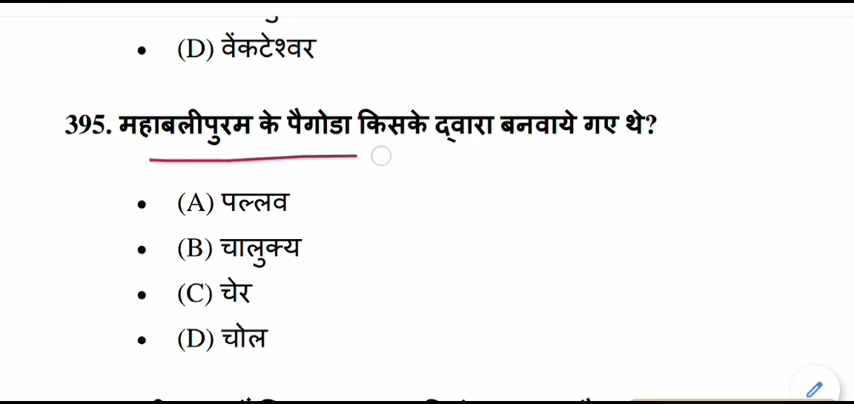 (D) वेंकटेश्वर
395. महाबलीपुरम के पैगोडा किसके द्वारा बनवाये गए थे?
(A) पल्लव
(B) चालुक्य
(C) चेर
(D) चोल